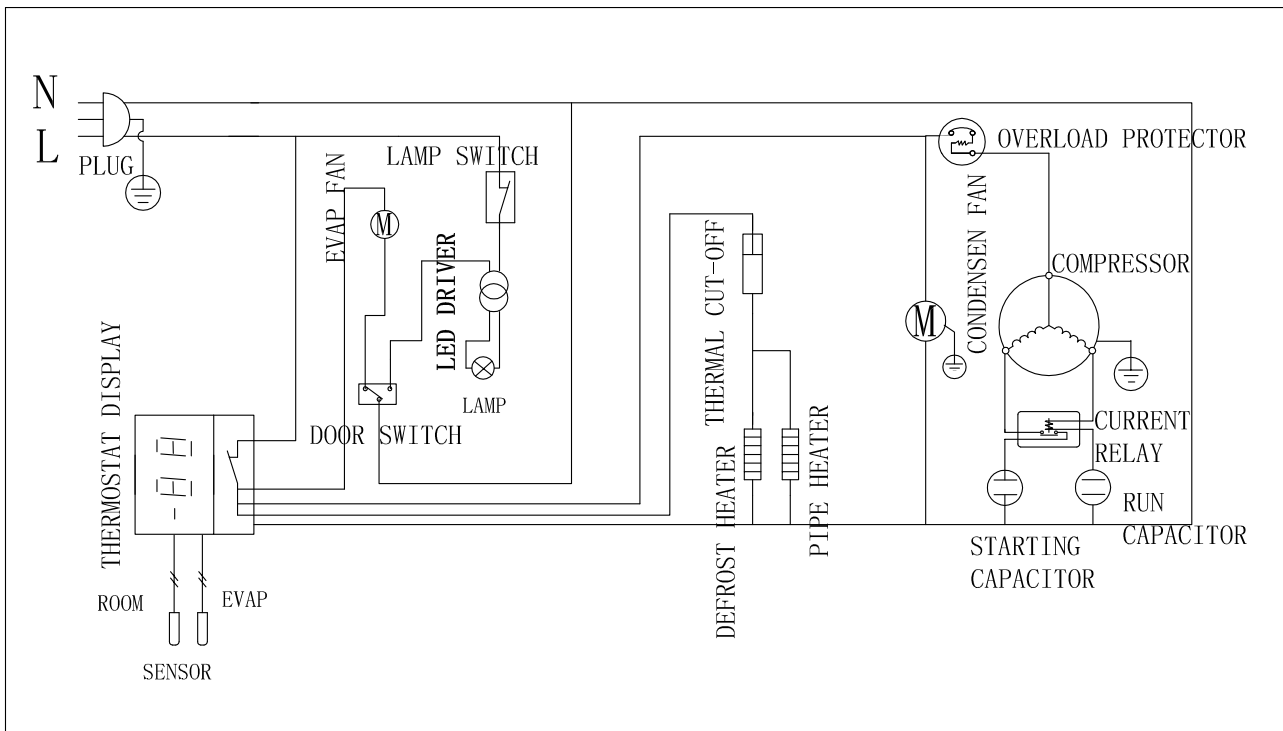 N
L
PLUG
LAMP SWITCH
EVAP FAN
M
LED DRIVER
LAMP
DOOR SWITCH
THERMOSTAT DISPLAY
ROOM
EVAP
SENSOR
THERMAL CUT-OFF
DEFROST HEATER
PIPE HEATER
OVERLOAD PROTECTOR
CONDENSEN FAN
M
COMPRESSOR
CURRENT
RELAY
RUN
CAPACITOR
STARTING
CAPACITOR